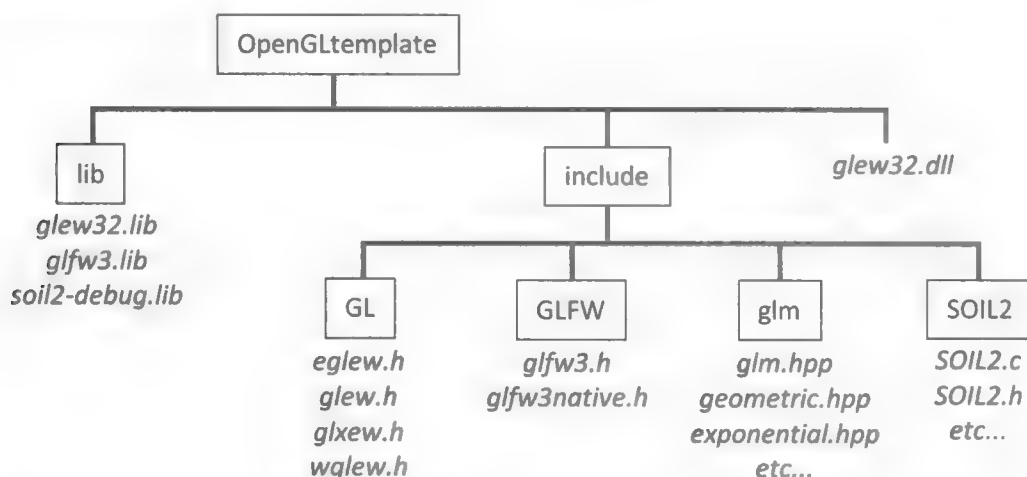 OpenGLtemplate
lib
include
glew32.dll
glew32.lib
glfw3.lib
soil2-debug.lib
GL
GLFW
glm
SOIL2
eglew.h
glew.h
glxew.h
wglew.h
glfw3.h
glfw3native.h
glm.hpp
geometric.hpp
exponential.hpp
etc...
SOIL2.c
SOIL2.h
etc...